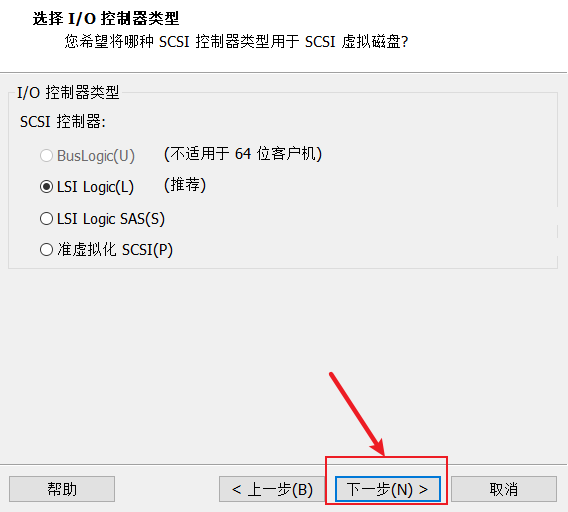 选择 I/O 控制器类型
您希望将哪种 SCSI 控制器类型用于 SCSI 虚拟磁盘?
I/O 控制器类型
SCSI 控制器:
BusLogic(U) (不适用于 64 位客户机)
LSI Logic(L) (推荐)
LSI Logic SAS(S)
准虚拟化 SCSI(P)
帮助 < 上一步(B) 下一步(N) > 取消